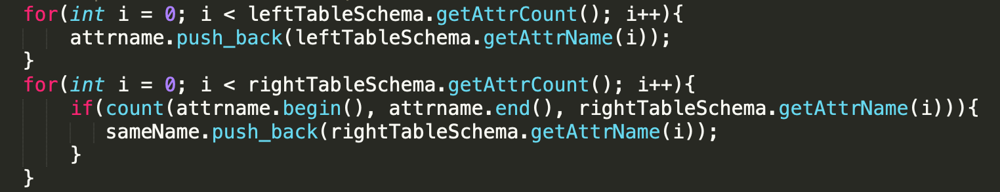 for(int i = 0; i < leftTableSchema.getAttrCount(); i++){
    attrname.push_back(leftTableSchema.getAttrName(i));
}
for(int i = 0; i < rightTableSchema.getAttrCount(); i++){
    if(count(attrname.begin(), attrname.end(), rightTableSchema.getAttrName(i))){
       sameName.push_back(rightTableSchema.getAttrName(i));
    }
}